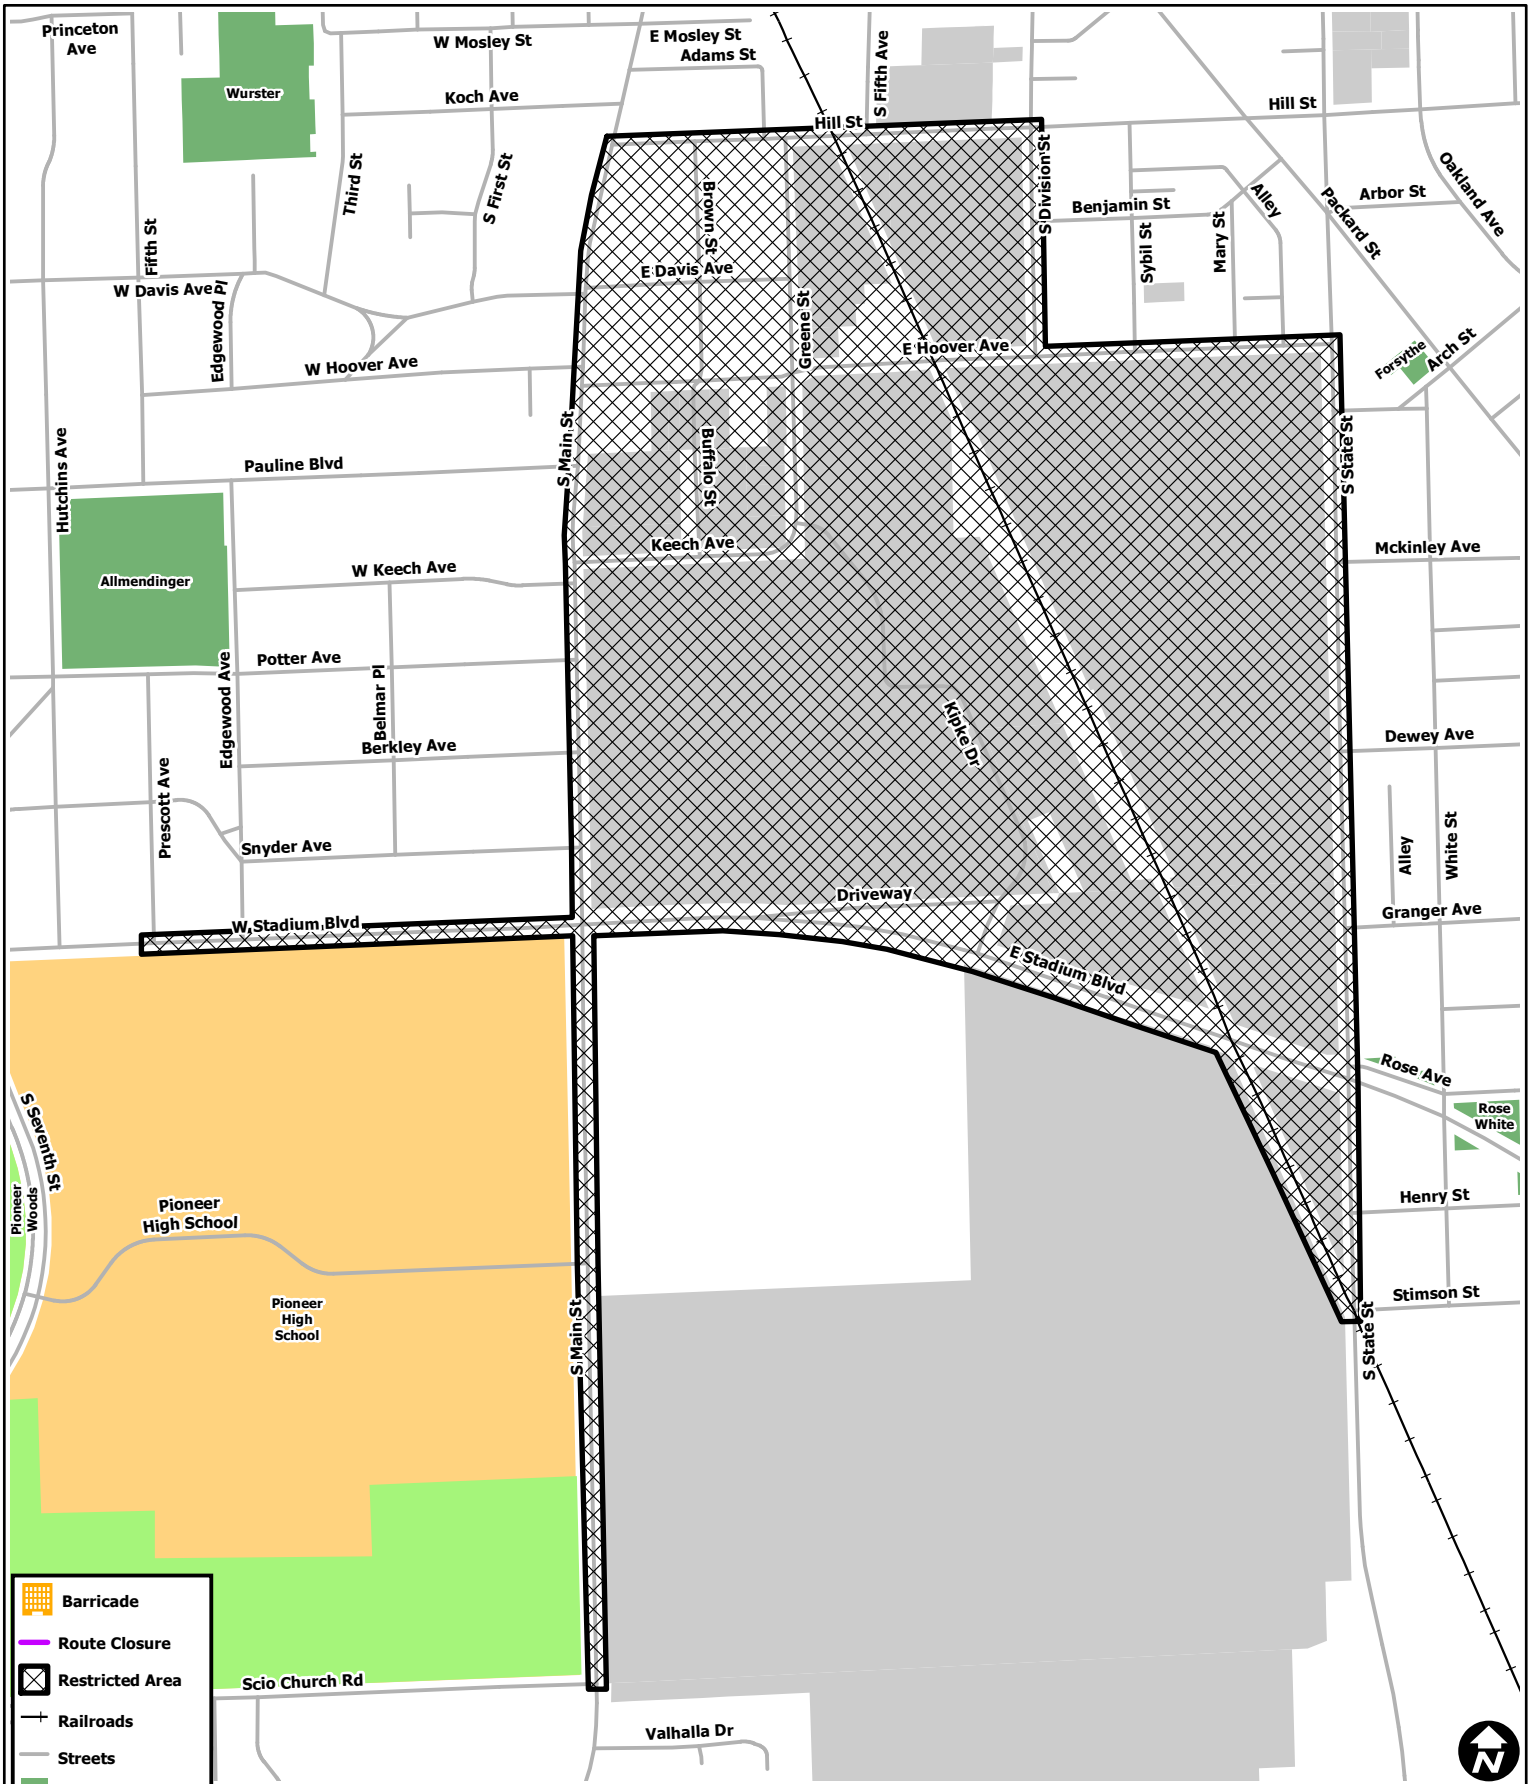 Princeton
Ave
W Mosley St
E Mosley St
Adams St
S Fifth Ave
Wurster
Koch Ave
Hill St
Hill St
Third St
S First St
Brown St
S Division St
Benjamin St
Alley
Packard St
Arbor St
Oakland Ave
Fifth St
Sybil St
Mary St
E Davis Ave
W Davis Ave
Edgewood Pl
Greene St
E Hoover Ave
W Hoover Ave
Forsythe
Arch St
Hutchins Ave
S Main St
Pauline Blvd
Buffalo St
S State St
Keech Ave
Mckinley Ave
W Keech Ave
Allmendinger
Potter Ave
Edgewood Ave
Belmar Pl
Kipke Dr
Berkley Ave
Dewey Ave
Prescott Ave
Snyder Ave
Alley
White St
Driveway
Granger Ave
W Stadium Blvd
E Stadium Blvd
Rose Ave
Rose
White
S Seventh St
Pioneer
Woods
Pioneer
High School
Henry St
Pioneer
High
School
S Main St
Stimson St
S State St
Barricade
Route Closure
Restricted Area
Railroads
Streets
Scio Church Rd
Valhalla Dr
N